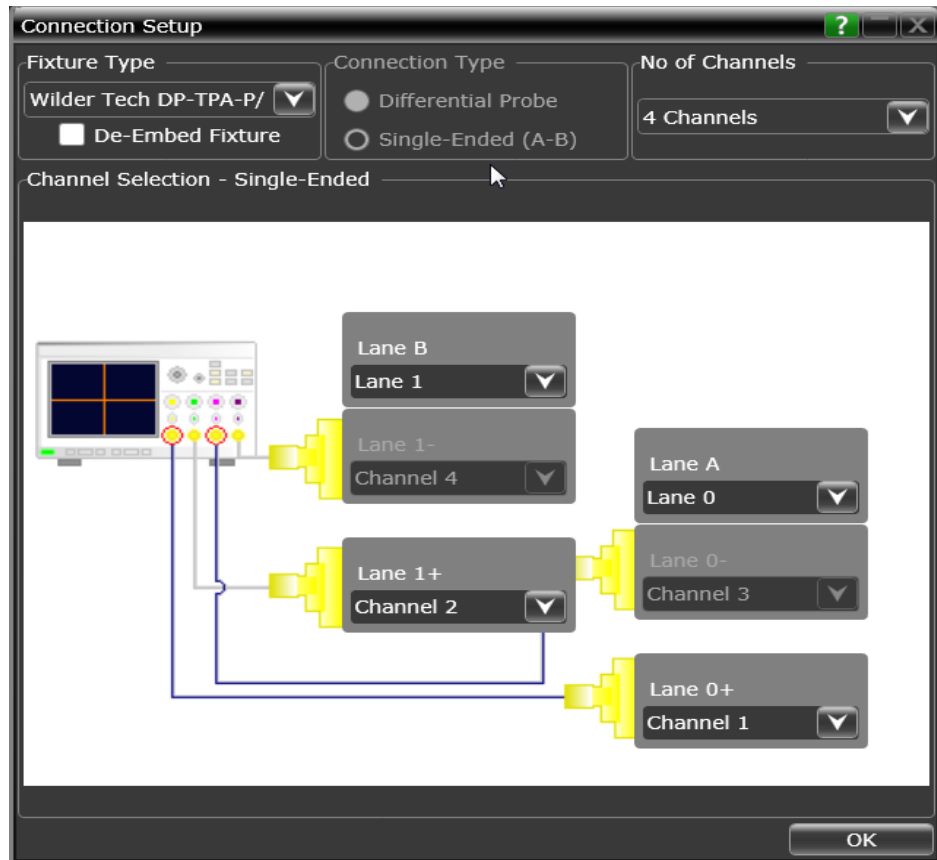 Connection Setup
?
Fixture Type
Wilder Tech DP-TPA-P/
De-Embed Fixture
Connection Type
Differential Probe
Single-Ended (A-B)
No of Channels
4 Channels
Channel Selection - Single-Ended
Lane B
Lane 1
Lane 1-
Channel 4
Lane A
Lane 0
Lane 0-
Channel 3
Lane 1+
Channel 2
Lane 0+
Channel 1
OK